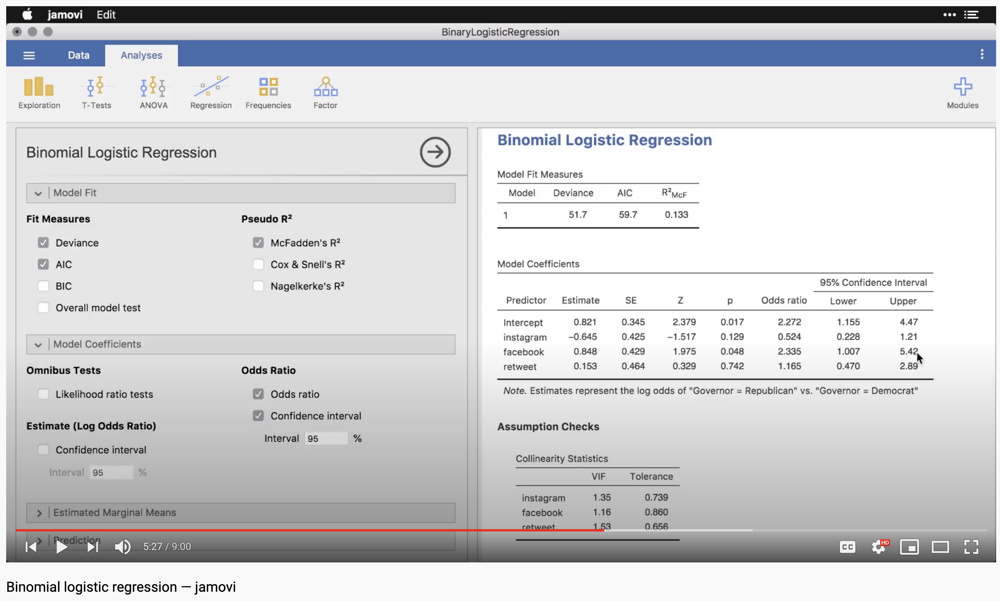 jamovi Edit
BinaryLogisticRegression
Data Analyses
Exploration T-Tests ANOVA Regression Frequencies Factor Modules
Binomial Logistic Regression
Model Fit
Fit Measures Pseudo R²
Deviance McFadden's R²
AIC Cox & Snell's R²
BIC Nagelkerke's R²
Overall model test
Model Coefficients
Omnibus Tests Odds Ratio
Likelihood ratio tests Odds ratio
Confidence interval
Estimate (Log Odds Ratio)
Interval 95 %
Confidence interval
Interval 95 %
Estimated Marginal Means
Prediction
Binomial Logistic Regression
Model Fit Measures
Model Deviance AIC R²McF
1 51.7 59.7 0.133
Model Coefficients
95% Confidence Interval
Predictor Estimate SE Z p Odds ratio Lower Upper
Intercept 0.821 0.345 2.379 0.017 2.272 1.155 4.47
instagram −0.645 0.425 −1.517 0.129 0.524 0.228 1.21
facebook 0.848 0.429 1.975 0.048 2.335 1.007 5.42
retweet 0.153 0.464 0.329 0.742 1.165 0.470 2.89
Note. Estimates represent the log odds of "Governor = Republican" vs. "Governor = Democrat"
Assumption Checks
Collinearity Statistics
VIF Tolerance
instagram 1.35 0.739
facebook 1.16 0.860
retweet 1.53 0.656
5:27 / 9:00
CC HD
Binomial logistic regression — jamovi